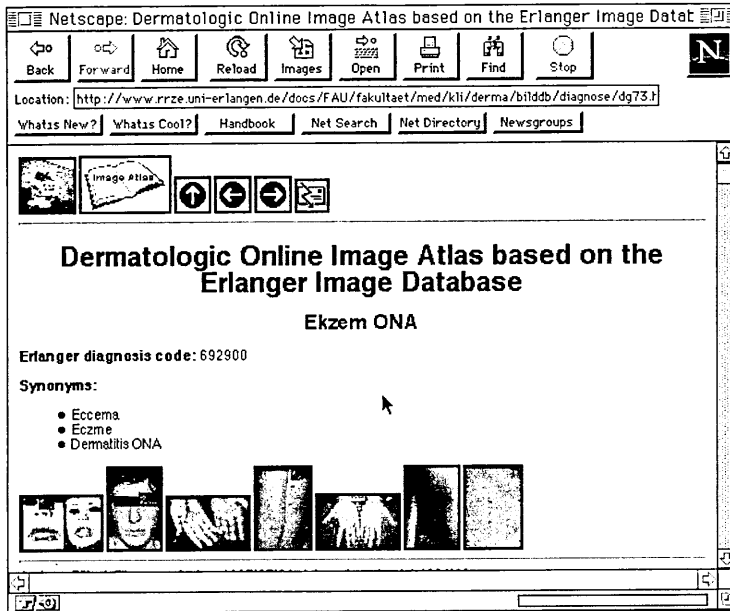 Netscape: Dermatologic Online Image Atlas based on the Erlanger Image Datab
Back Forward Home Reload Images Open Print Find Stop
N
Location: http://www.rrze.uni-erlangen.de/docs/FAU/fakultaet/med/kli/derma/bilddb/diagnose/dg73.h
What's New? What's Cool? Handbook Net Search Net Directory Newsgroups
Image Atlas
Dermatologic Online Image Atlas based on the
Erlanger Image Database
Ekzem ONA
Erlanger diagnosis code: 692900
Synonyms:
• Eccema
• Eczme
• Dermatitis ONA